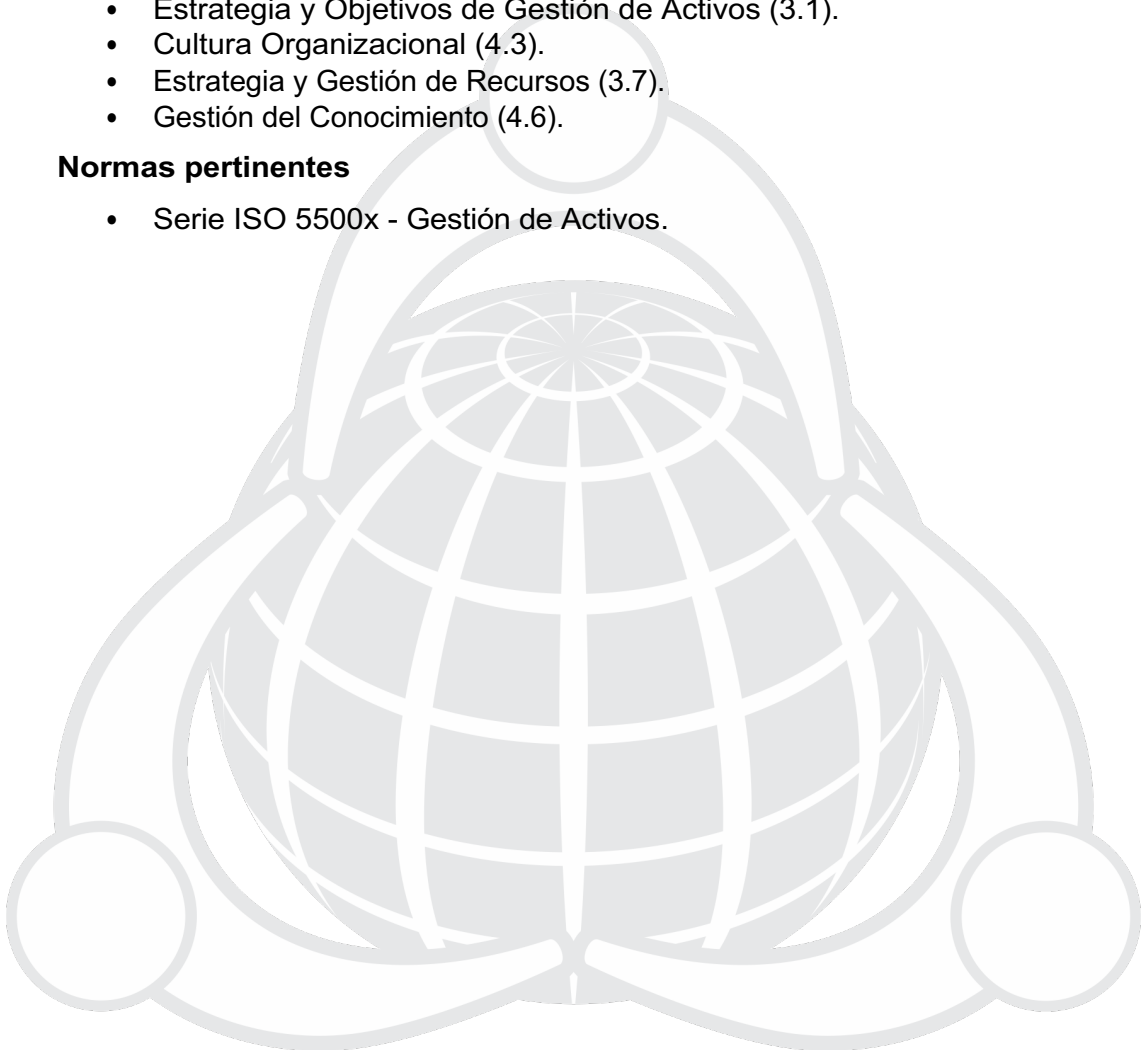 • Estrategia y Objetivos de Gestión de Activos (3.1).
• Cultura Organizacional (4.3).
• Estrategia y Gestión de Recursos (3.7).
• Gestión del Conocimiento (4.6).
Normas pertinentes
• Serie ISO 5500x - Gestión de Activos.